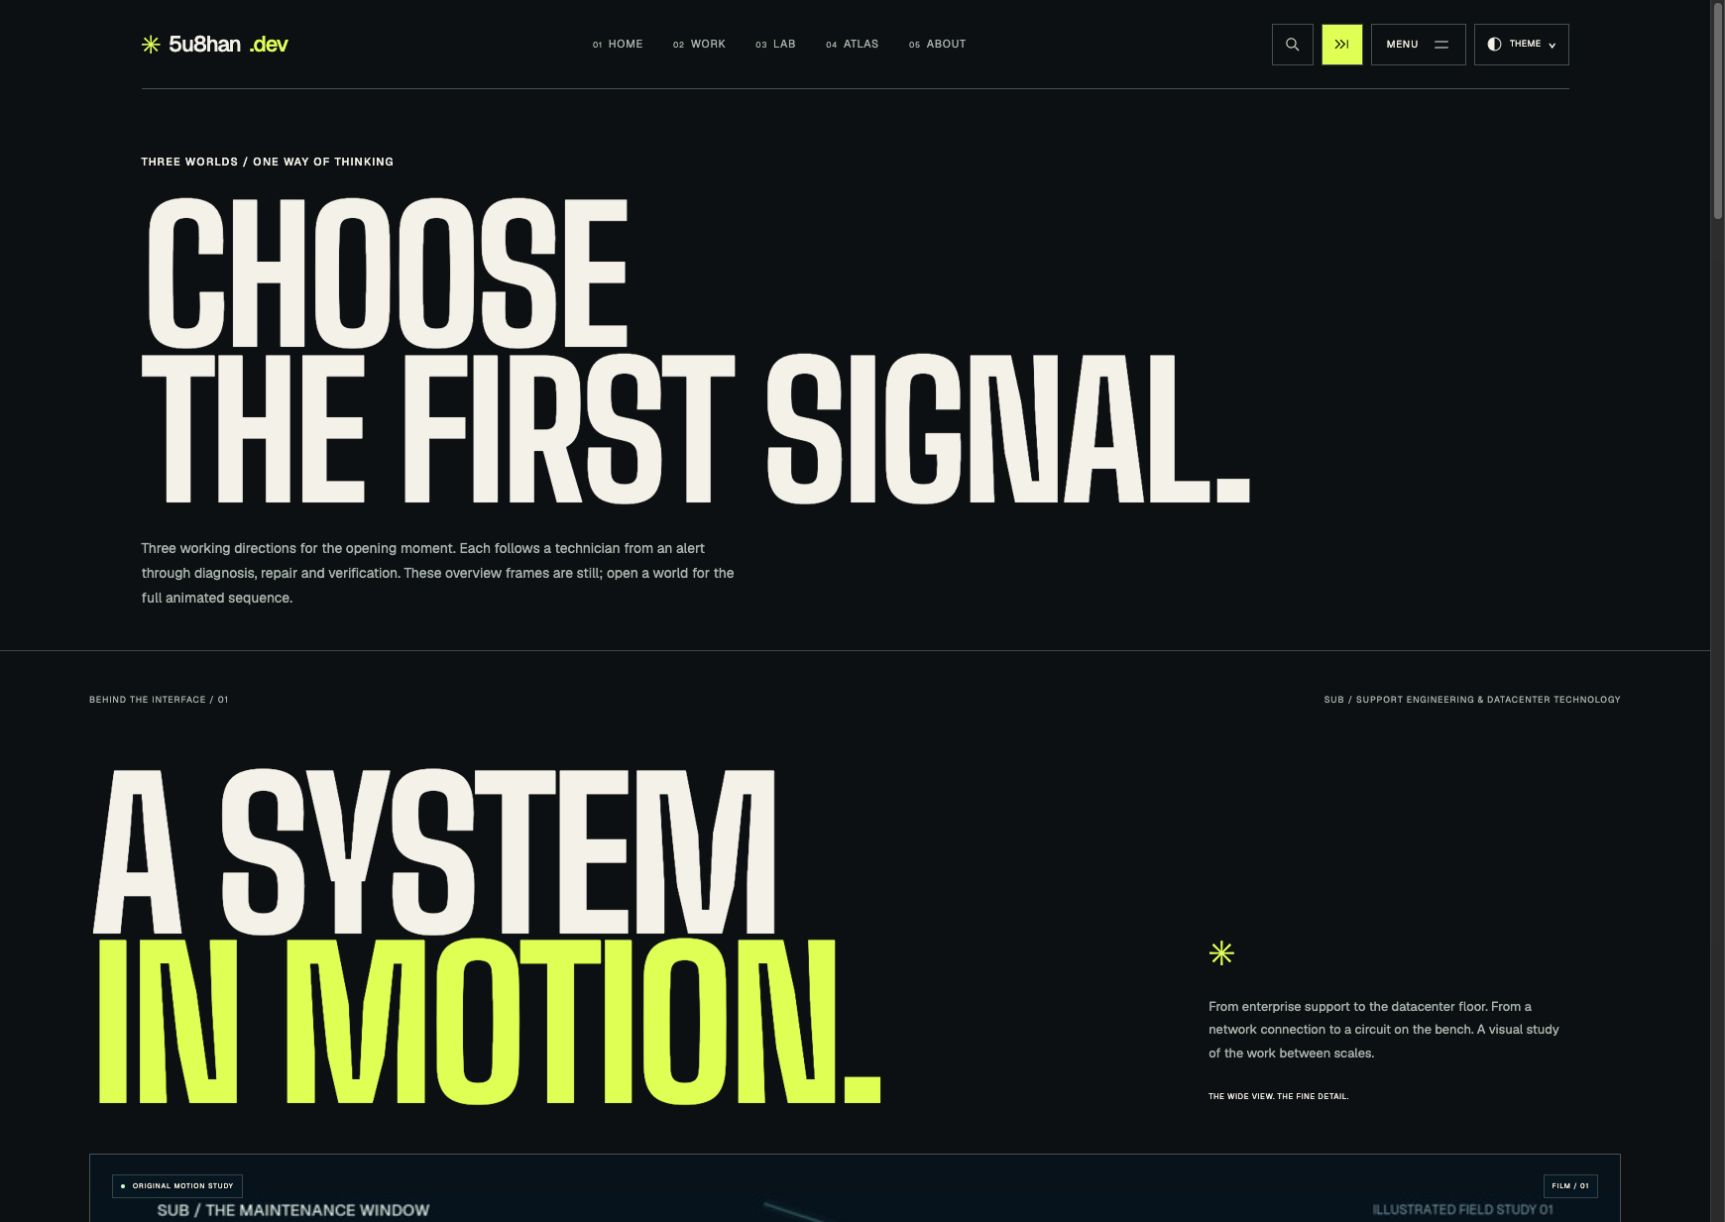 5u8han .dev
01 HOME
02 WORK
03 LAB
04 ATLAS
05 ABOUT
MENU
THEME
THREE WORLDS / ONE WAY OF THINKING
CHOOSE
THE FIRST SIGNAL.
Three working directions for the opening moment. Each follows a technician from an alert
through diagnosis, repair and verification. These overview frames are still; open a world for the
full animated sequence.
BEHIND THE INTERFACE / 01
SUB / SUPPORT ENGINEERING & DATACENTER TECHNOLOGY
A SYSTEM
IN MOTION.
From enterprise support to the datacenter floor. From a
network connection to a circuit on the bench. A visual study
of the work between scales.
THE WIDE VIEW. THE FINE DETAIL.
ORIGINAL MOTION STUDY
FILM / 01
SUB / THE MAINTENANCE WINDOW
ILLUSTRATED FIELD STUDY 01